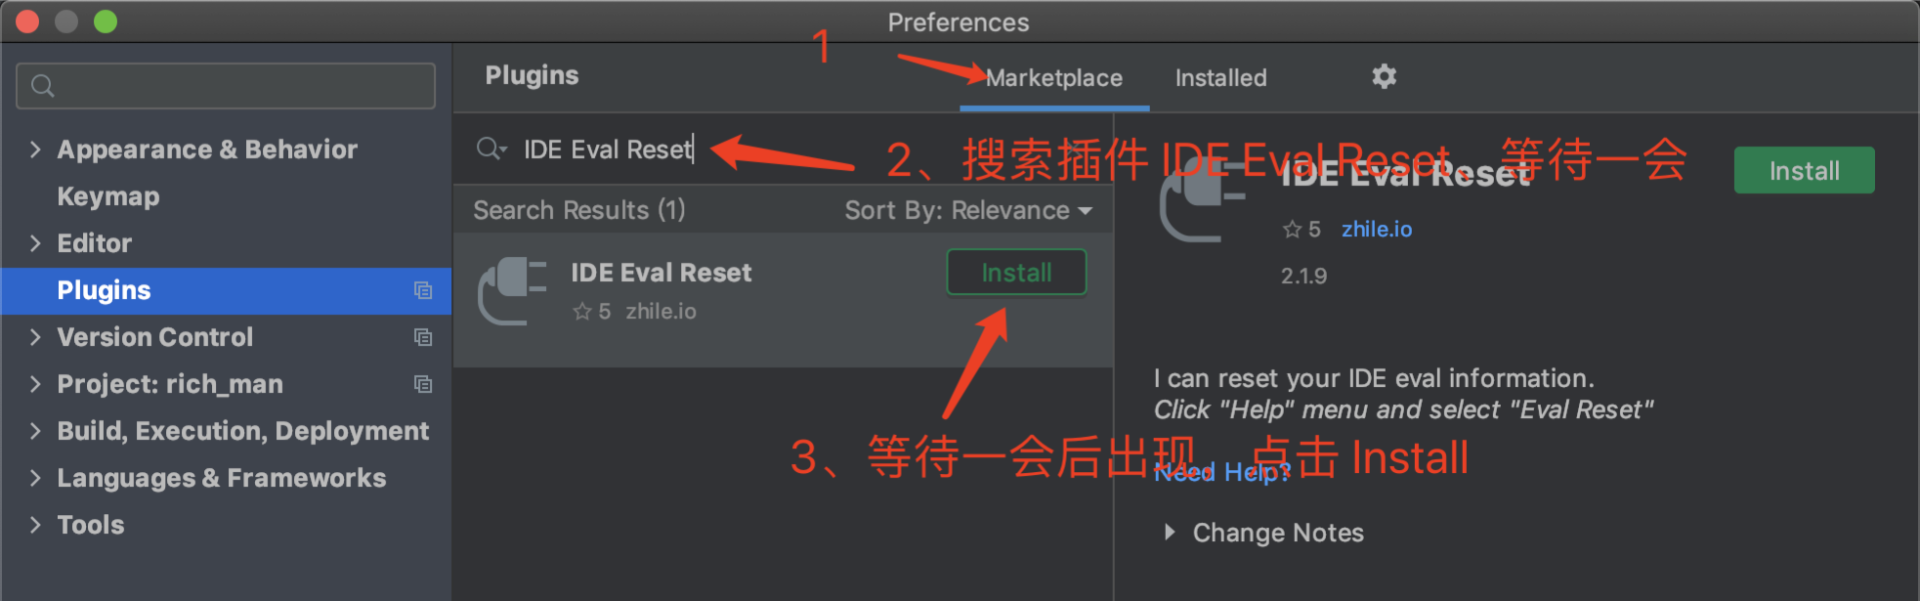 Preferences
1
Plugins
Marketplace
Installed
IDE Eval Reset
2、搜索插件 IDE Eval Reset、等待一会
IDE Eval Reset
Install
Appearance & Behavior
Keymap
Editor
Plugins
Version Control
Project: rich_man
Build, Execution, Deployment
Languages & Frameworks
Tools
Search Results (1)
Sort By: Relevance
IDE Eval Reset
Install
5 zhile.io
5 zhile.io
2.1.9
I can reset your IDE eval information.
Click "Help" menu and select "Eval Reset"
3、等待一会后出现，点击 Install
Need Help?
Change Notes